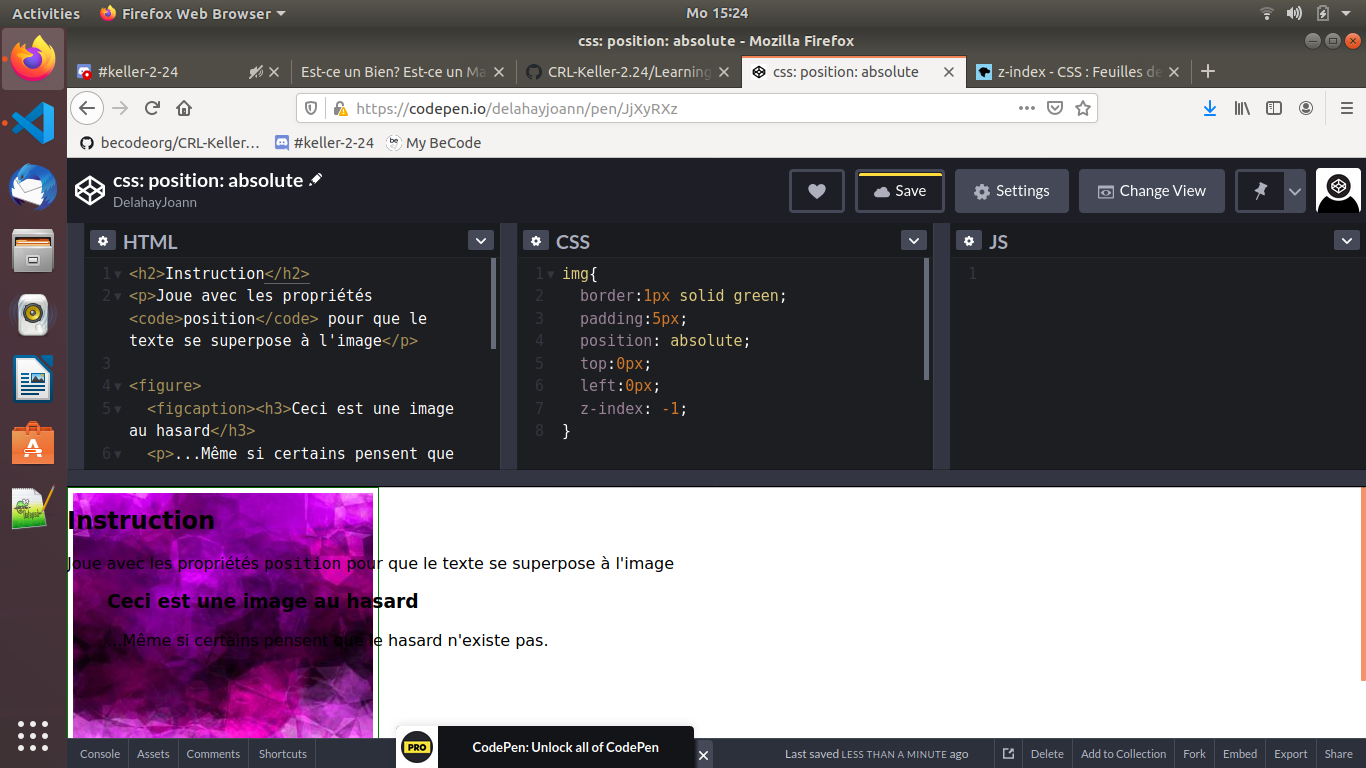 Activities Firefox Web Browser Mo 15:24
css: position: absolute - Mozilla Firefox
#keller-2-24 Est-ce un Bien? Est-ce un Ma CRL-Keller-2.24/Learning css: position: absolute z-index - CSS : Feuilles de
https://codepen.io/delahayjoann/pen/JjXyRXz
becodeorg/CRL-Keller… #keller-2-24 be My BeCode
css: position: absolute
DelahayJoann
Save Settings Change View
HTML
1 <h2>Instruction</h2>
2 <p>Joue avec les propriétés
<code>position</code> pour que le
texte se superpose à l'image</p>
3
4 <figure>
5 <figcaption><h3>Ceci est une image
au hasard</h3>
6 <p>...Même si certains pensent que
CSS
1 img{
2 border:1px solid green;
3 padding:5px;
4 position: absolute;
5 top:0px;
6 left:0px;
7 z-index: -1;
8 }
JS
1
Instruction
Joue avec les propriétés position pour que le texte se superpose à l'image
Ceci est une image au hasard
...Même si certains pensent que le hasard n'existe pas.
PRO CodePen: Unlock all of CodePen
Console Assets Comments Shortcuts Last saved LESS THAN A MINUTE ago Delete Add to Collection Fork Embed Export Share